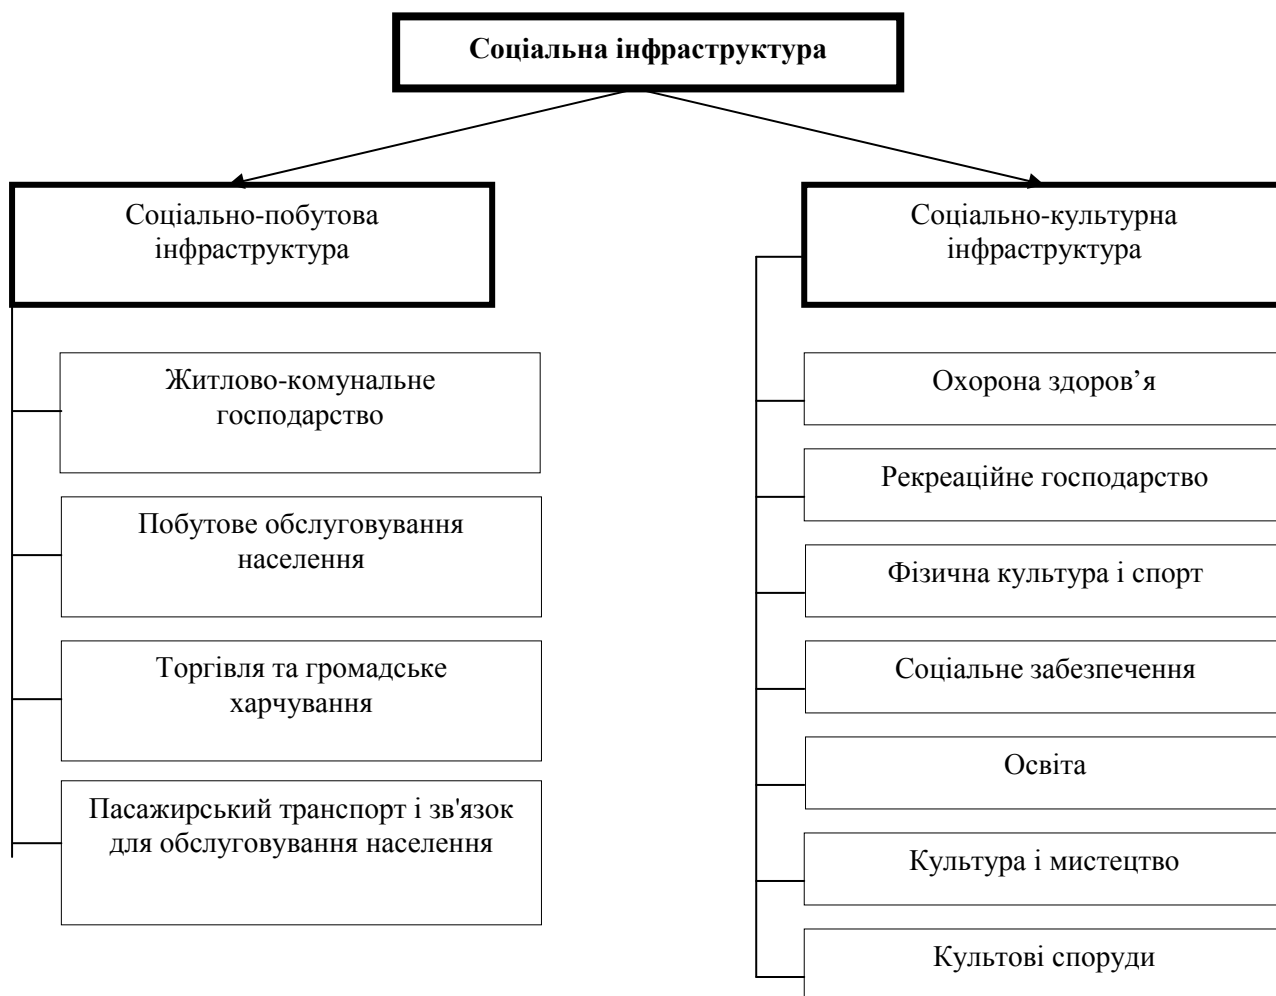 Соціальна інфраструктура
Соціально-побутова
інфраструктура
Житлово-комунальне
господарство
Побутове обслуговування
населення
Торгівля та громадське
харчування
Пасажирський транспорт і зв'язок
для обслуговування населення
Соціально-культурна
інфраструктура
Охорона здоров’я
Рекреаційне господарство
Фізична культура і спорт
Соціальне забезпечення
Освіта
Культура і мистецтво
Культові споруди